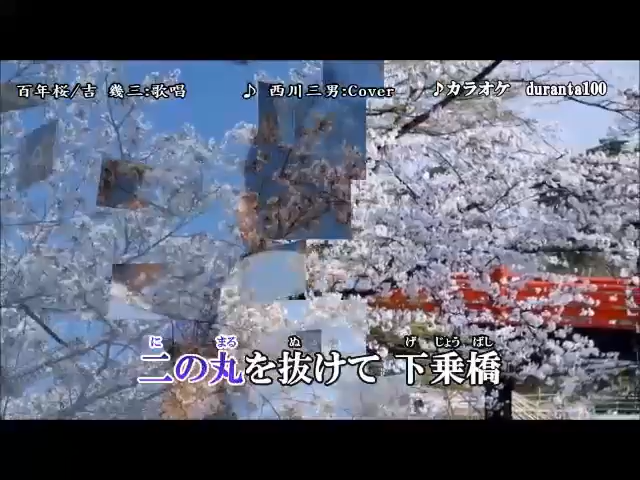 百年桜/吉 幾三:歌唱 ♪ 西川三男:Cover ♪カラオケ duranta100
に まる ぬ げ じょう ばし
二の丸を抜けて 下乗橋